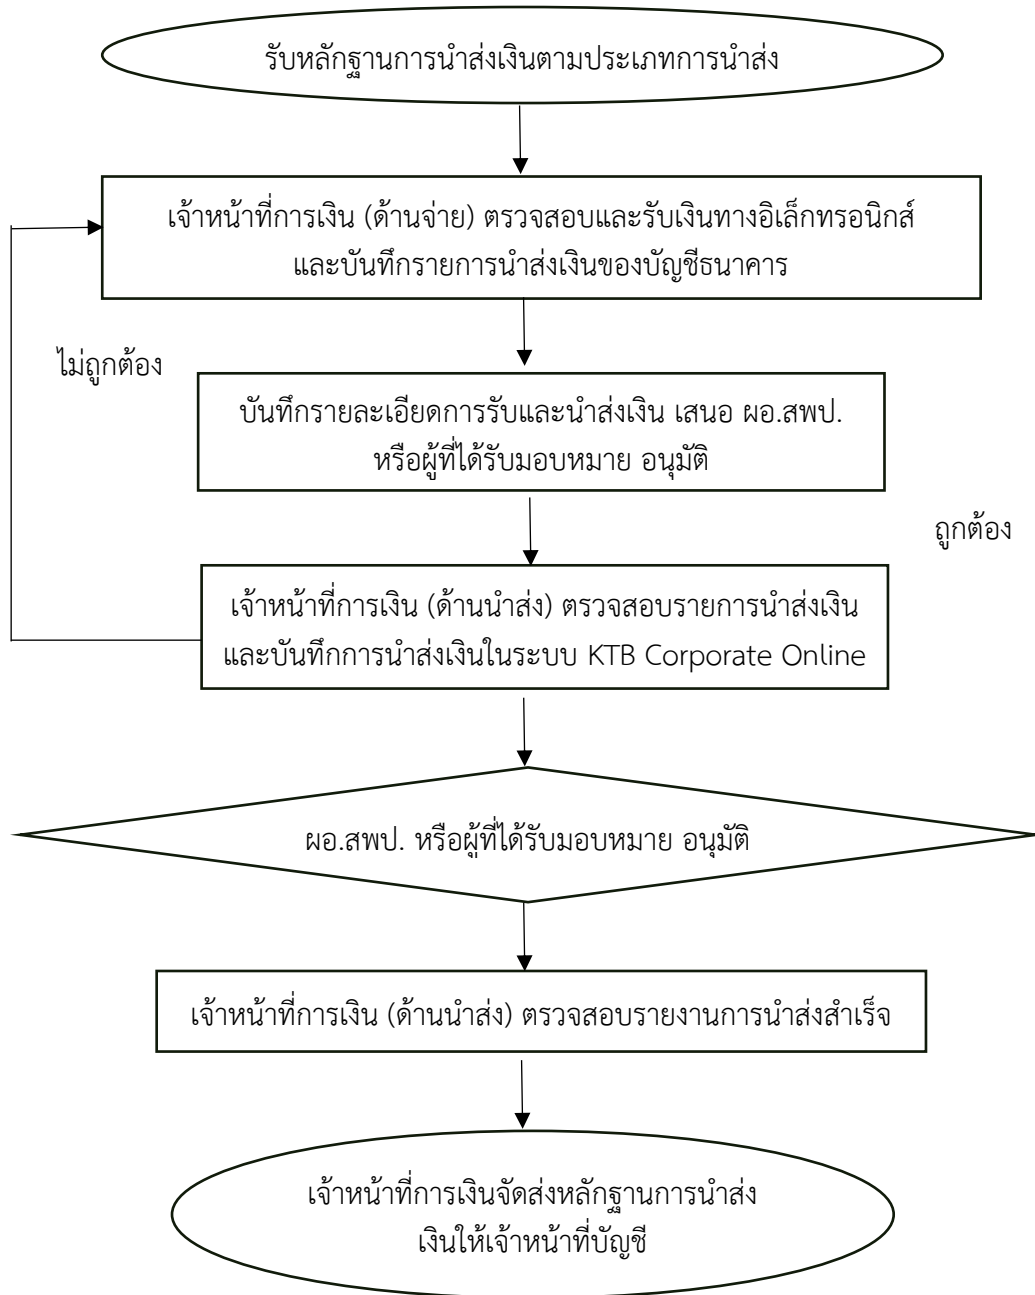 รับหลักฐานการนำส่งเงินตามประเภทการนำส่ง
เจ้าหน้าที่การเงิน (ด้านจ่าย) ตรวจสอบและรับเงินทางอิเล็กทรอนิกส์
และบันทึกรายการนำส่งเงินของบัญชีธนาคาร
ไม่ถูกต้อง
บันทึกรายละเอียดการรับและนำส่งเงิน เสนอ ผอ.สพป.
หรือผู้ที่ได้รับมอบหมาย อนุมัติ
ถูกต้อง
เจ้าหน้าที่การเงิน (ด้านนำส่ง) ตรวจสอบรายการนำส่งเงิน
และบันทึกการนำส่งเงินในระบบ KTB Corporate Online
ผอ.สพป. หรือผู้ที่ได้รับมอบหมาย อนุมัติ
เจ้าหน้าที่การเงิน (ด้านนำส่ง) ตรวจสอบรายงานการนำส่งสำเร็จ
เจ้าหน้าที่การเงินจัดส่งหลักฐานการนำส่ง
เงินให้เจ้าหน้าที่บัญชี